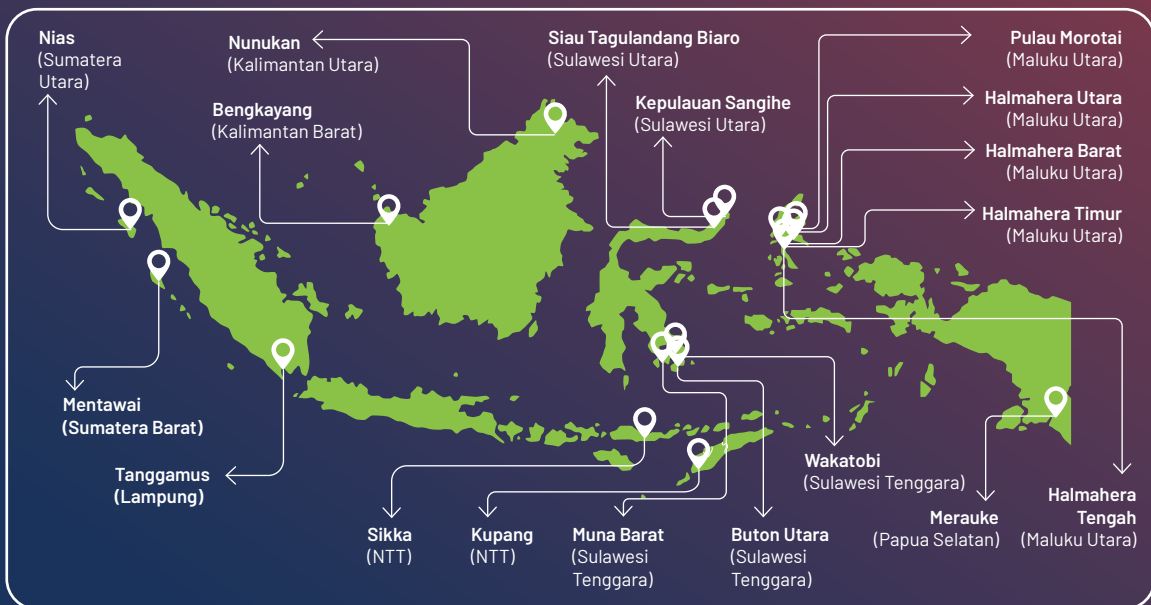 Nias
(Sumatera
Utara)
Nunukan
(Kalimantan Utara)
Bengkayang
(Kalimantan Barat)
Siau Tagulandang Biaro
(Sulawesi Utara)
Kepulauan Sangihe
(Sulawesi Utara)
Pulau Morotai
(Maluku Utara)
Halmahera Utara
(Maluku Utara)
Halmahera Barat
(Maluku Utara)
Halmahera Timur
(Maluku Utara)
Mentawai
(Sumatera Barat)
Tanggamus
(Lampung)
Sikka
(NTT)
Kupang
(NTT)
Muna Barat
(Sulawesi
Tenggara)
Buton Utara
(Sulawesi
Tenggara)
Wakatobi
(Sulawesi Tenggara)
Merauke
(Papua Selatan)
Halmahera
Tengah
(Maluku Utara)